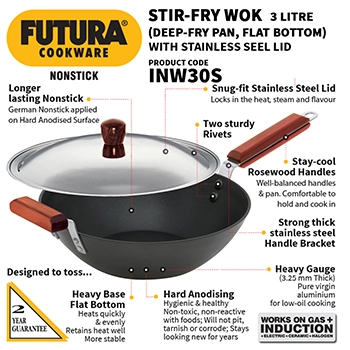 FUTURA®
COOKWARE
NONSTICK
STIR-FRY WOK 3 LITRE
(DEEP-FRY PAN, FLAT BOTTOM)
WITH STAINLESS STEEL LID
PRODUCT CODE
INW30S
Longer
lasting Nonstick
German Nonstick applied
on Hard Anodised Surface
Snug-fit Stainless Steel Lid
Locks in the heat, steam and flavour
Two sturdy
Rivets
Stay-cool
Rosewood Handles
Well-balanced handles
& pan. Comfortable to
hold and cook in
Strong thick
stainless steel
Handle Bracket
Designed to toss...
Heavy Gauge
(3.25 mm Thick)
Pure virgin
aluminium
for low-oil cooking
2
YEAR
GUARANTEE
Heavy Base
Flat Bottom
Heats quickly
& evenly
Retains heat well
More stable
Hard Anodising
Hygienic & healthy
Non-toxic, non-reactive
with foods; Will not pit,
tarnish or corrode; Stays
looking new for years
WORKS ON GAS +
INDUCTION
+ELECTRIC +CERAMIC +HALOGEN